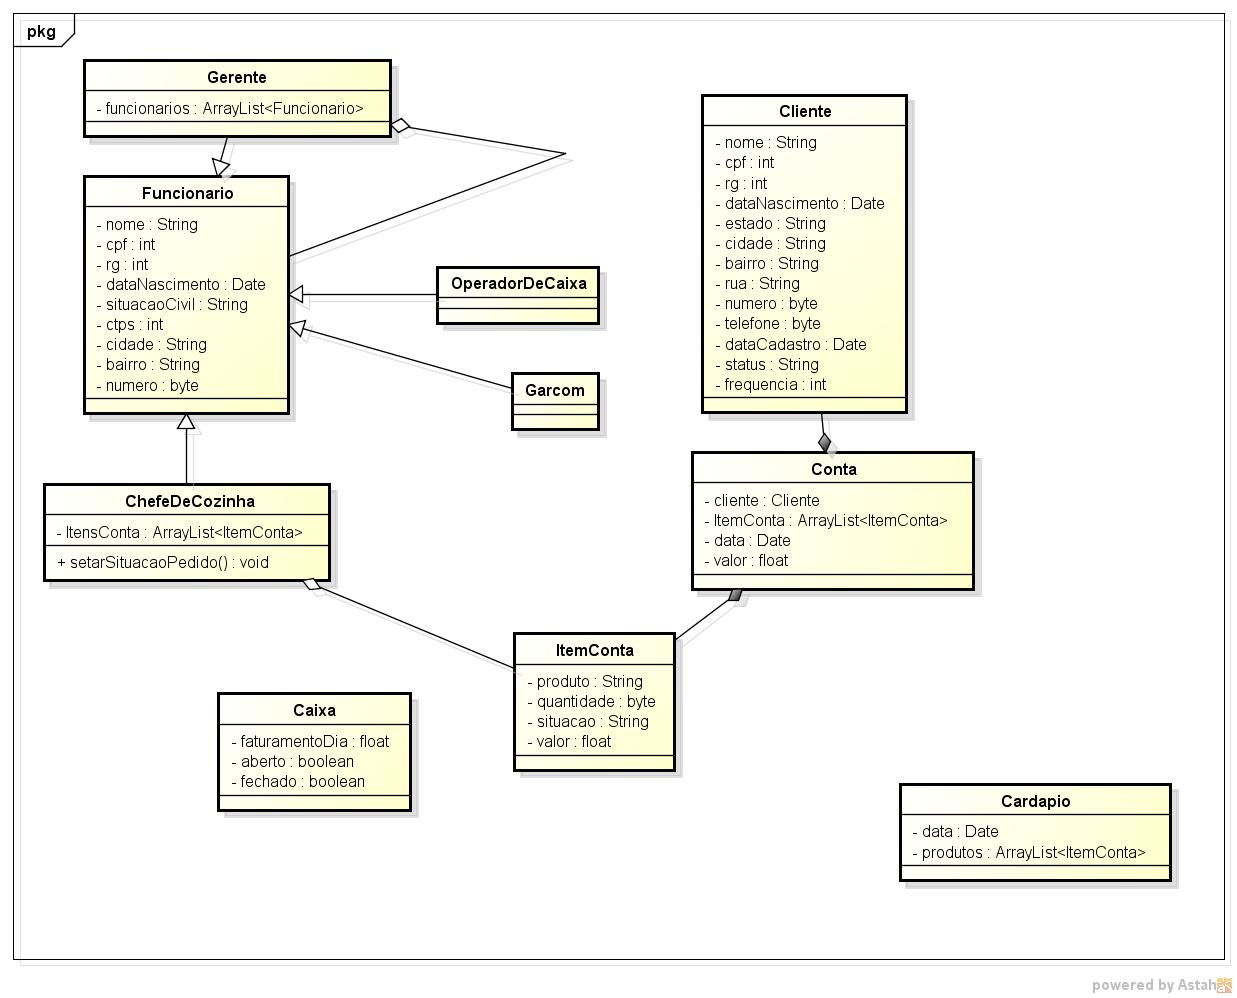 pkg
Gerente
- funcionarios : ArrayList<Funcionario>
Funcionario
- nome : String
- cpf : int
- rg : int
- dataNascimento : Date
- situacaoCivil : String
- ctps : int
- cidade : String
- bairro : String
- numero : byte
OperadorDeCaixa
Garcom
Cliente
- nome : String
- cpf : int
- rg : int
- dataNascimento : Date
- estado : String
- cidade : String
- bairro : String
- rua : String
- numero : byte
- telefone : byte
- dataCadastro : Date
- status : String
- frequencia : int
ChefeDeCozinha
- ItensConta : ArrayList<ItemConta>
+ setarSituacaoPedido() : void
Conta
- cliente : Cliente
- ItemConta : ArrayList<ItemConta>
- data : Date
- valor : float
ItemConta
- produto : String
- quantidade : byte
- situacao : String
- valor : float
Caixa
- faturamentoDia : float
- aberto : boolean
- fechado : boolean
Cardapio
- data : Date
- produtos : ArrayList<ItemConta>
powered by Astah